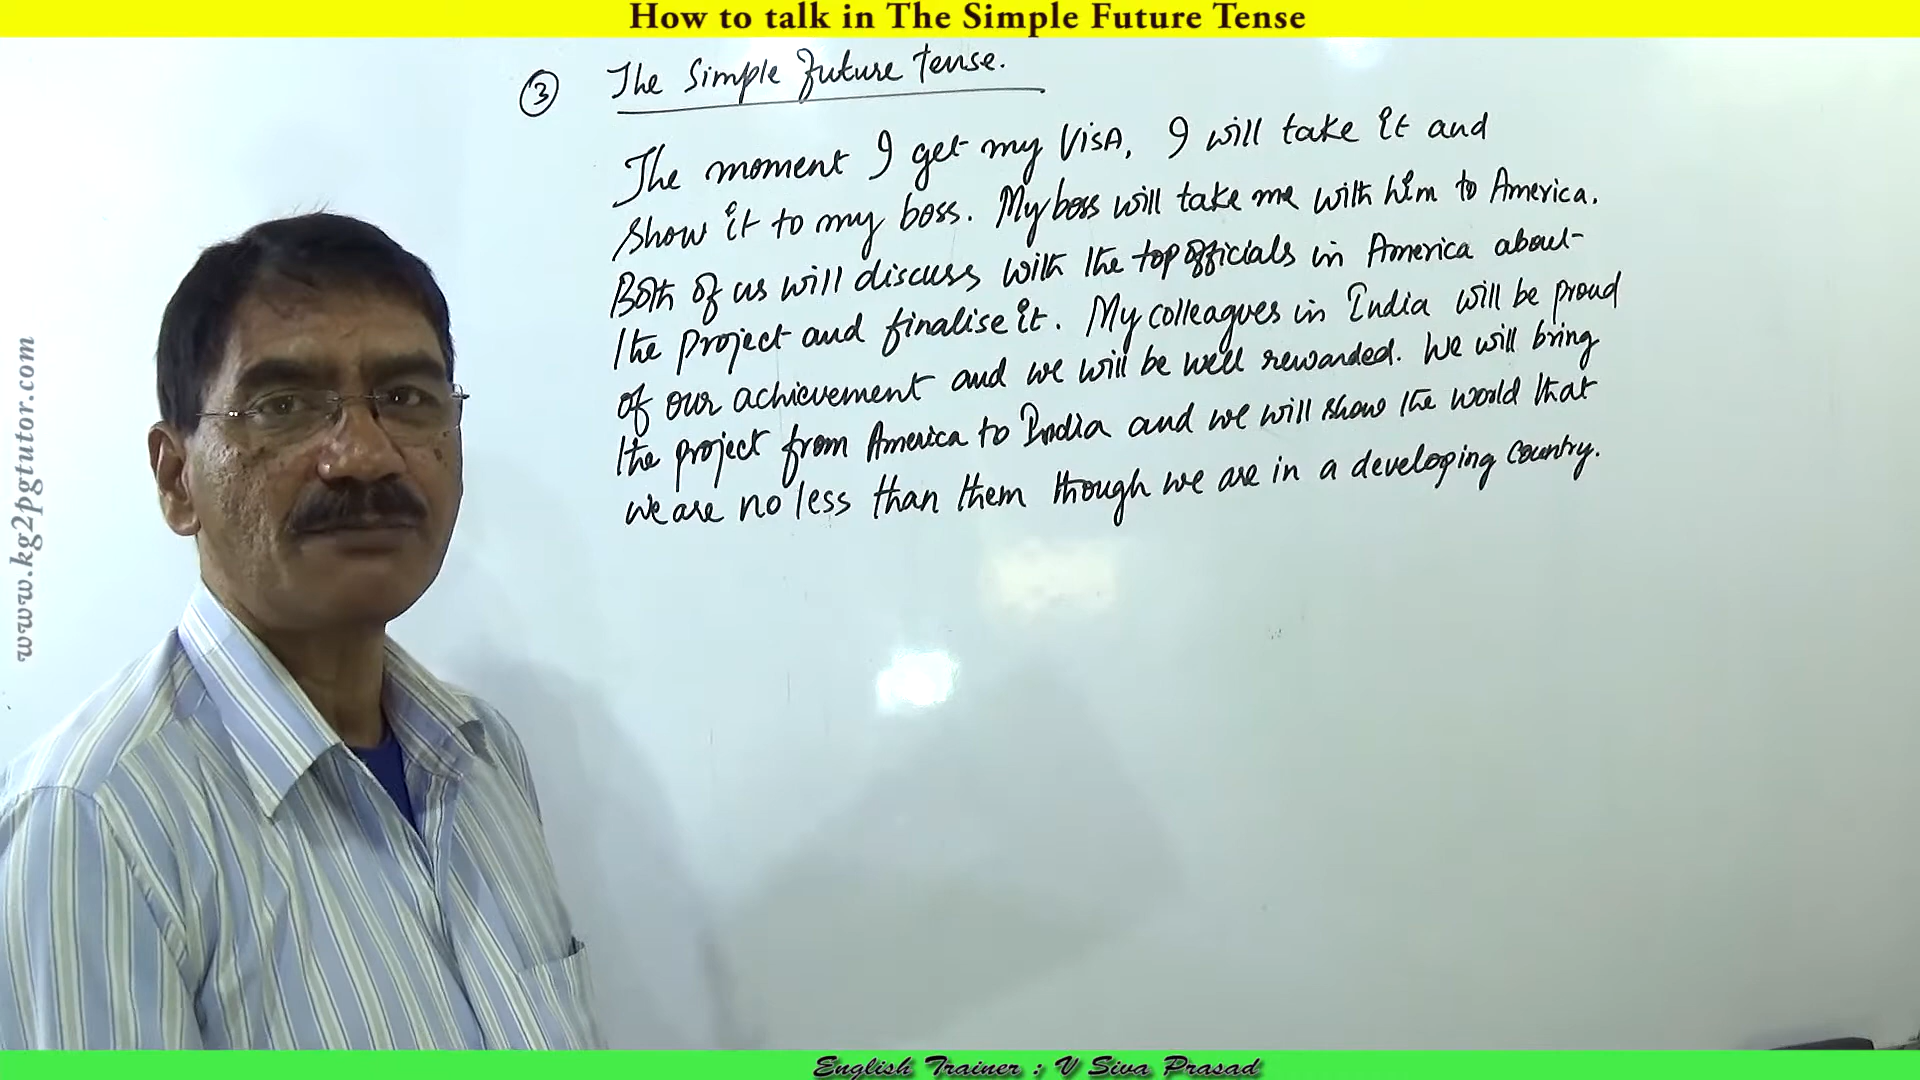 How to talk in The Simple Future Tense
③ The Simple Future Tense.
The moment I get my VisA, I will take it and
show it to my boss. My boss will take me with him to America.
Both of us will discuss with the top officials in America about
the project and finalise it. My colleagues in India will be proud
of our achievement and we will be well rewarded. We will bring
the project from America to India and we will show the world that
we are no less than them though we are in a developing country.
www.kg2pgtutor.com
English Trainer : V Siva Prasad